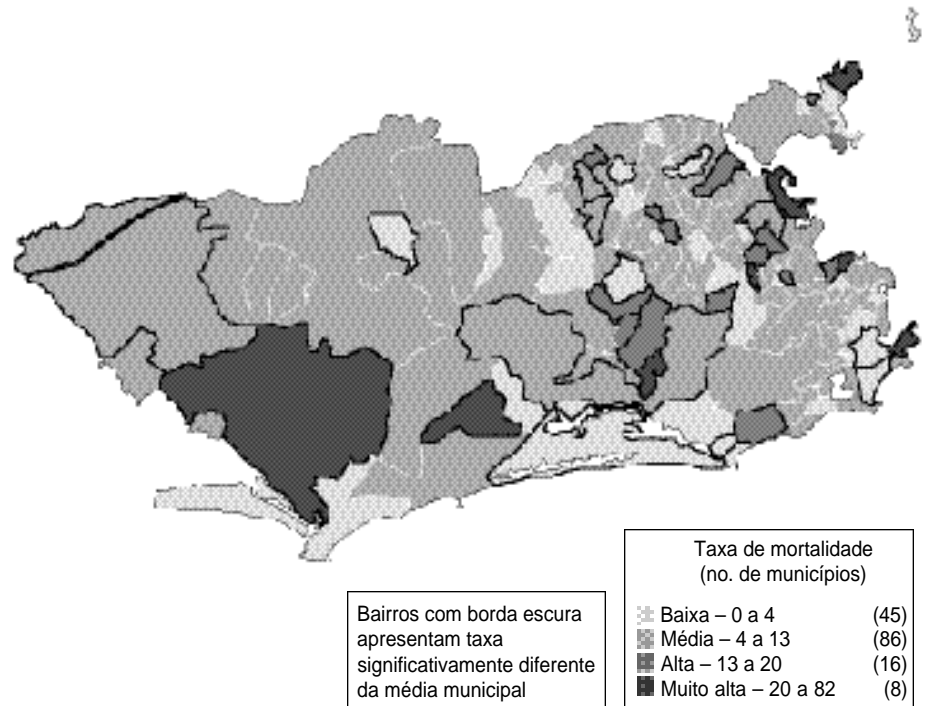 Bairros com borda escura
apresentam taxa
significativamente diferente
da média municipal
Taxa de mortalidade
(no. de municípios)
Baixa – 0 a 4 (45)
Média – 4 a 13 (86)
Alta – 13 a 20 (16)
Muito alta – 20 a 82 (8)